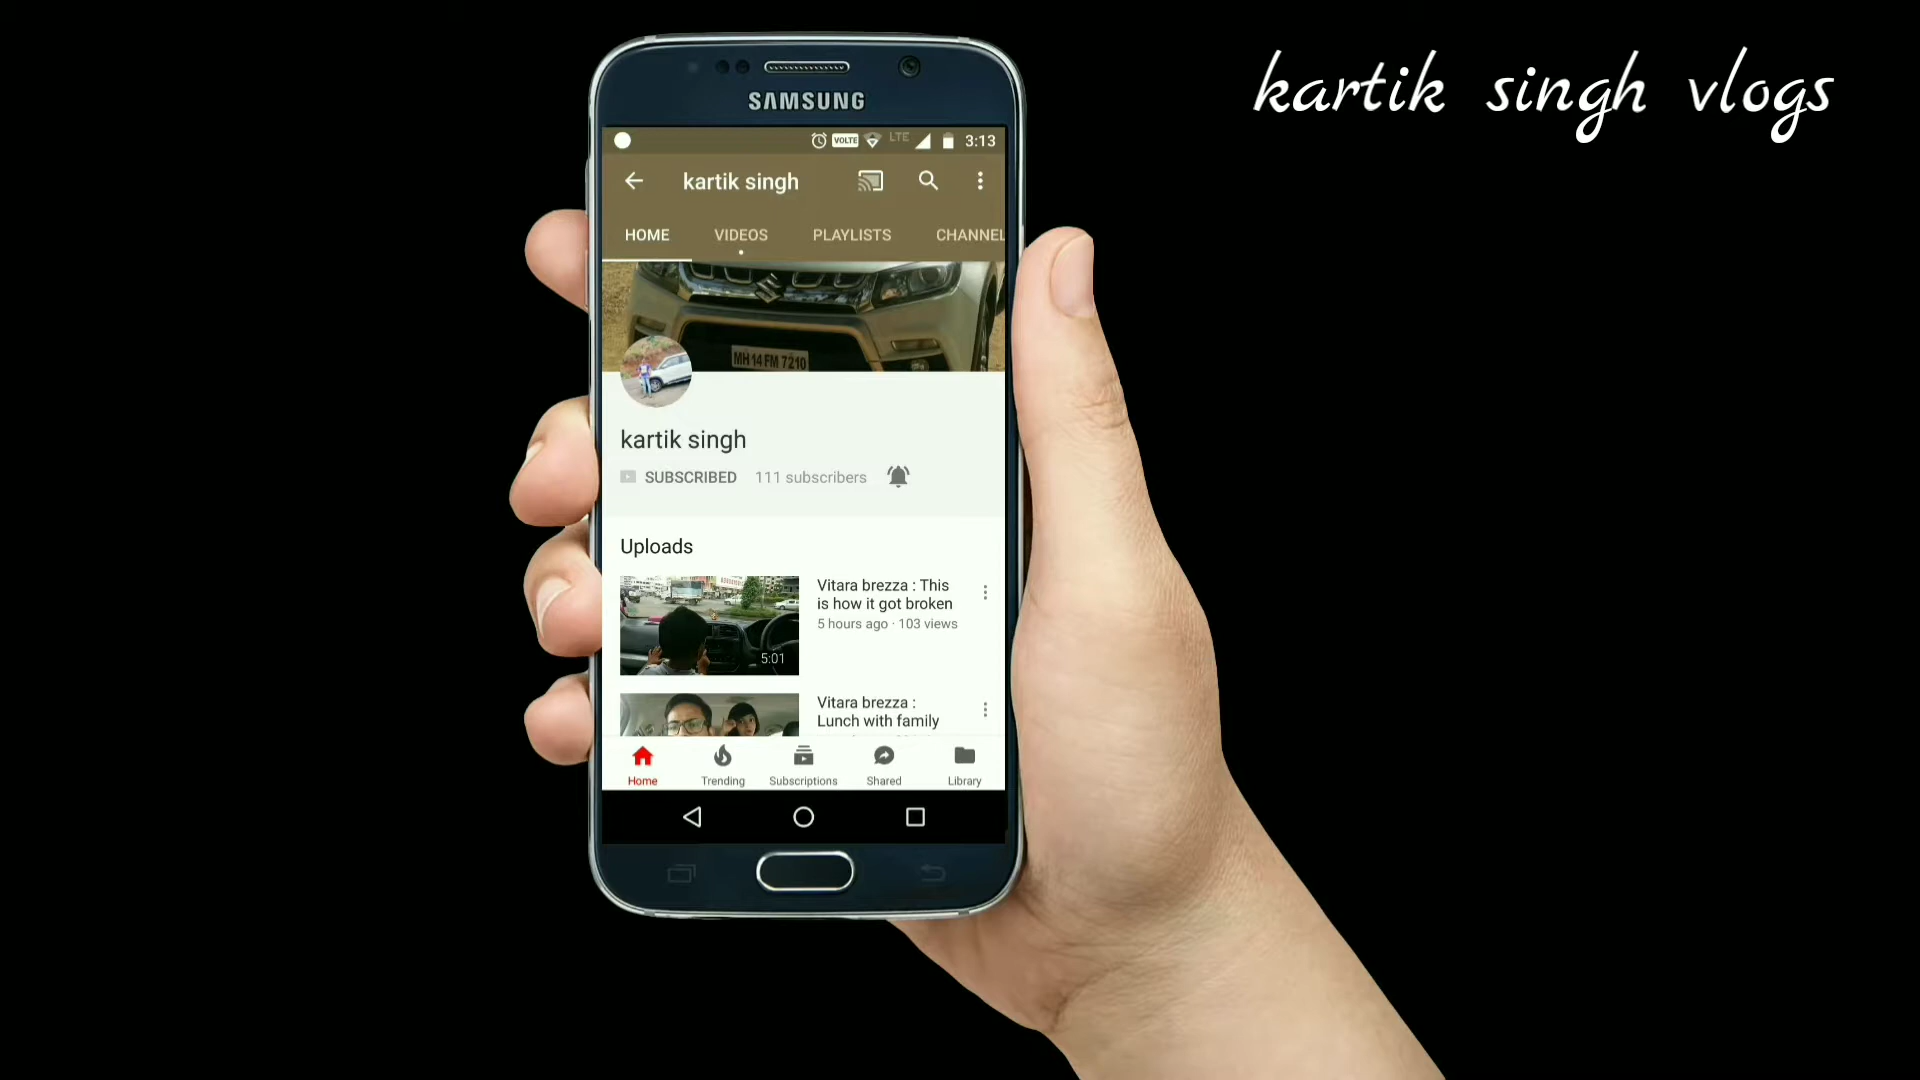 kartik singh vlogs
SAMSUNG
VOLTE LTE 3:13
kartik singh
HOME VIDEOS PLAYLISTS CHANNEL
MH 14 FM 7210
kartik singh
SUBSCRIBED 111 subscribers
Uploads
Vitara brezza : This
is how it got broken
5 hours ago · 103 views
5:01
Vitara brezza :
Lunch with family
Home Trending Subscriptions Shared Library